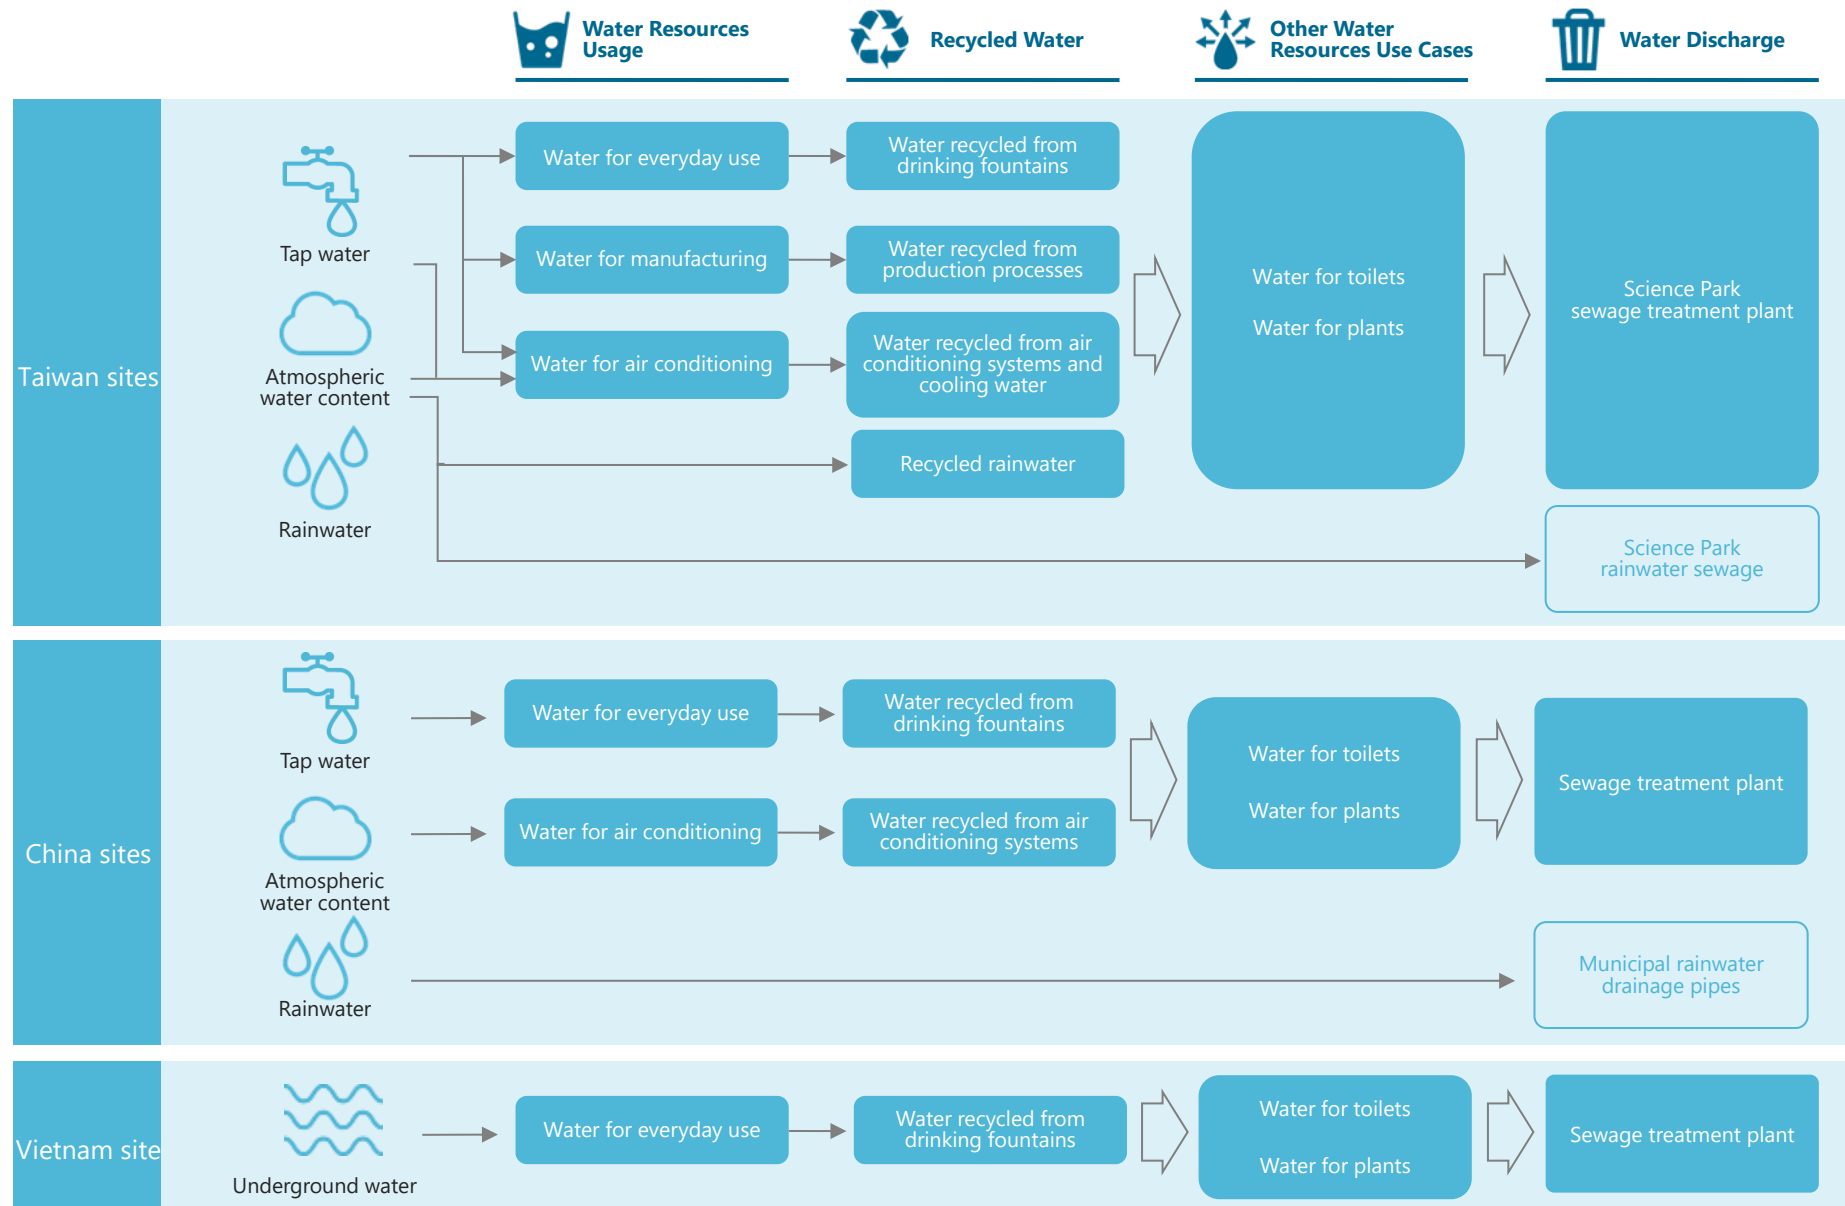 Water Resources
Usage
Recycled Water
Other Water
Resources Use Cases
Water Discharge
Taiwan sites
Tap water
Atmospheric
water content
Rainwater
Water for everyday use
Water for manufacturing
Water for air conditioning
Water recycled from
drinking fountains
Water recycled from
production processes
Water recycled from air
conditioning systems and
cooling water
Recycled rainwater
Water for toilets
Water for plants
Science Park
sewage treatment plant
Science Park
rainwater sewage
China sites
Tap water
Atmospheric
water content
Rainwater
Water for everyday use
Water for air conditioning
Water recycled from
drinking fountains
Water recycled from air
conditioning systems
Water for toilets
Water for plants
Sewage treatment plant
Municipal rainwater
drainage pipes
Vietnam site
Underground water
Water for everyday use
Water recycled from
drinking fountains
Water for toilets
Water for plants
Sewage treatment plant